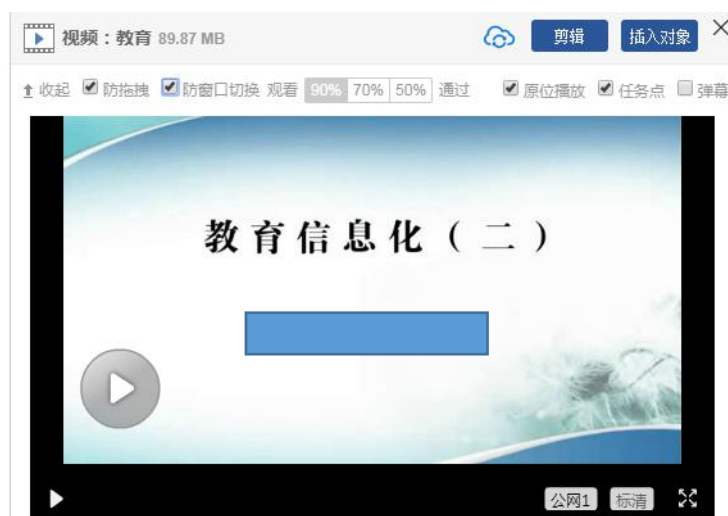 视频：教育 89.87 MB 剪辑 插入对象
收起 防拖拽 防窗口切换 观看 90% 70% 50% 通过 原位播放 任务点 弹幕
教育信息化（二）
公网1 标清